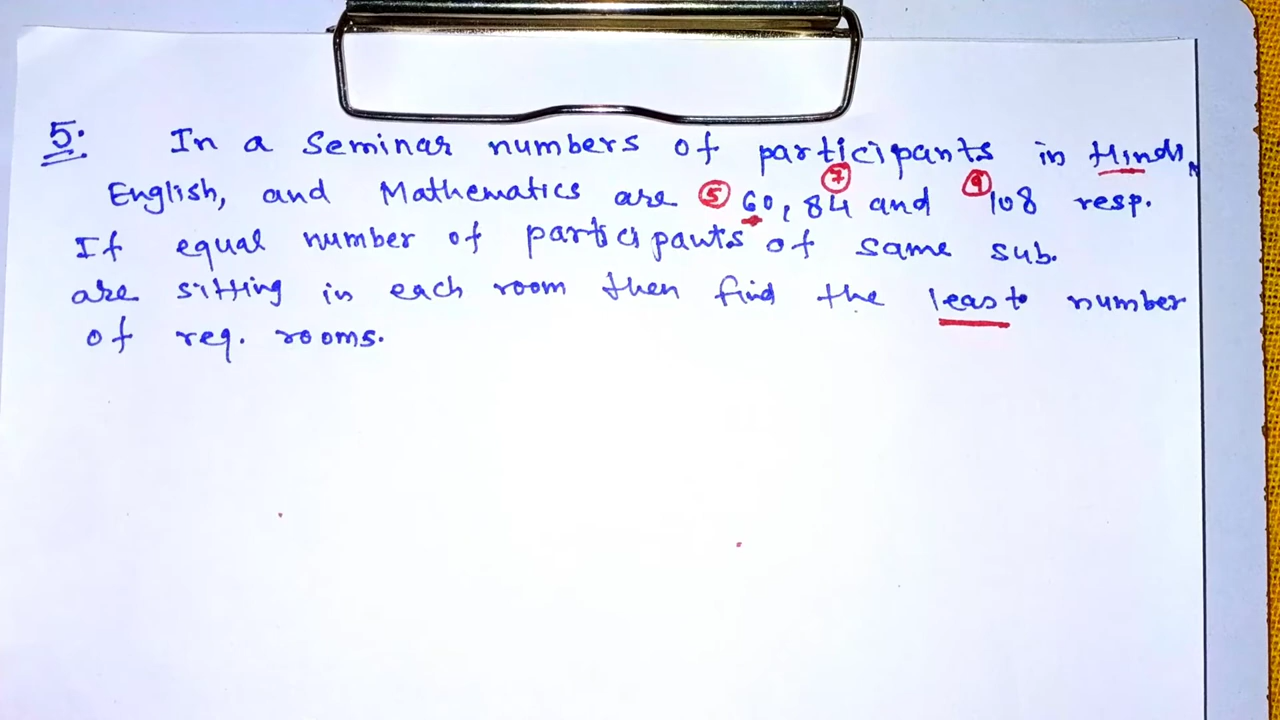 5. In a Seminar numbers of participants in Hindi,
English, and Mathematics are ⑤ 60, ⑦ 84 and ⑨ 108 resp.
If equal number of participants of same sub.
are sitting in each room then find the least number
of req. rooms.